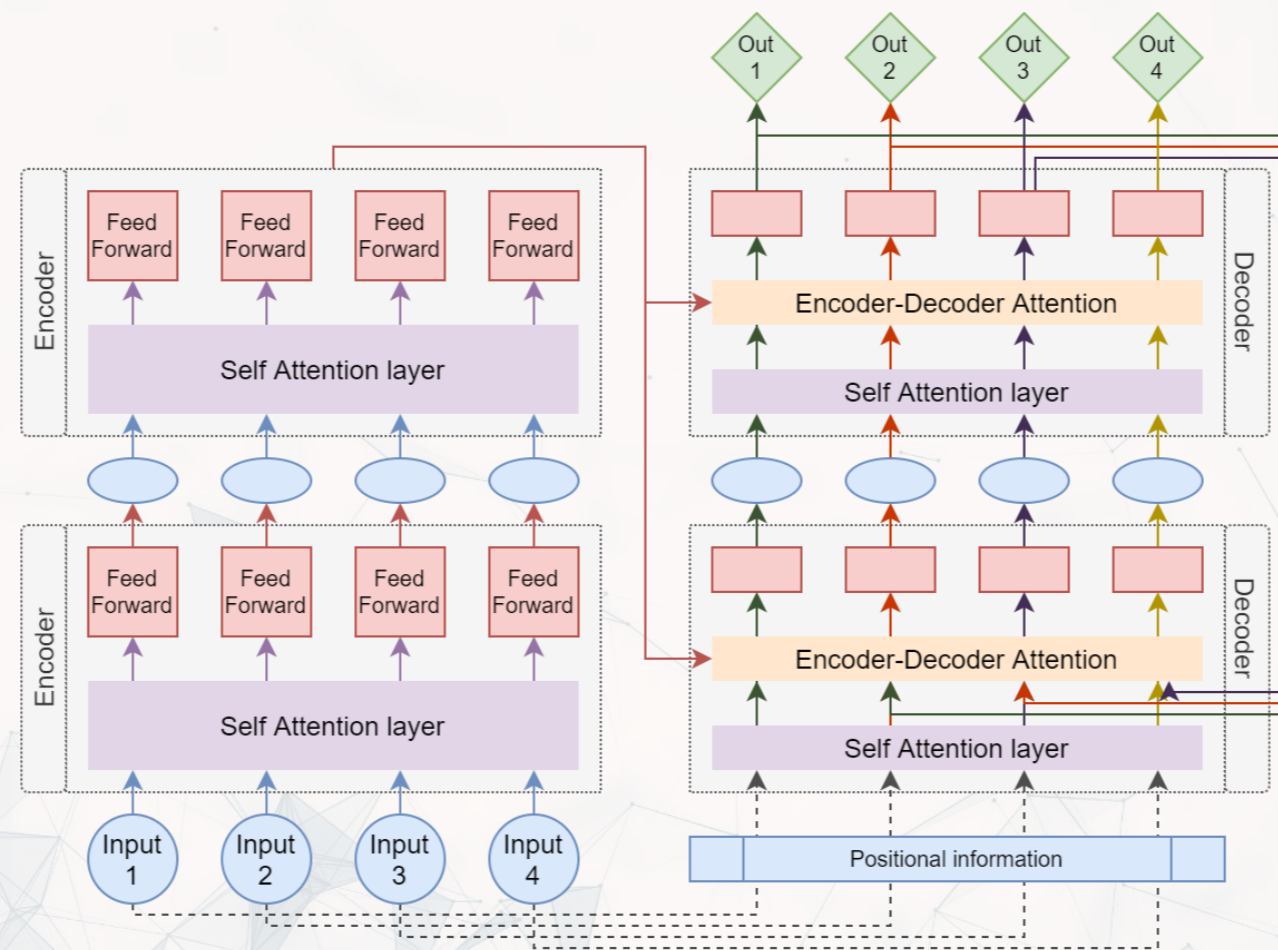 Out
1
Out
2
Out
3
Out
4
Encoder
Feed
Forward
Feed
Forward
Feed
Forward
Feed
Forward
Self Attention layer
Encoder
Feed
Forward
Feed
Forward
Feed
Forward
Feed
Forward
Self Attention layer
Input
1
Input
2
Input
3
Input
4
Encoder-Decoder Attention
Self Attention layer
Decoder
Encoder-Decoder Attention
Self Attention layer
Decoder
Positional information